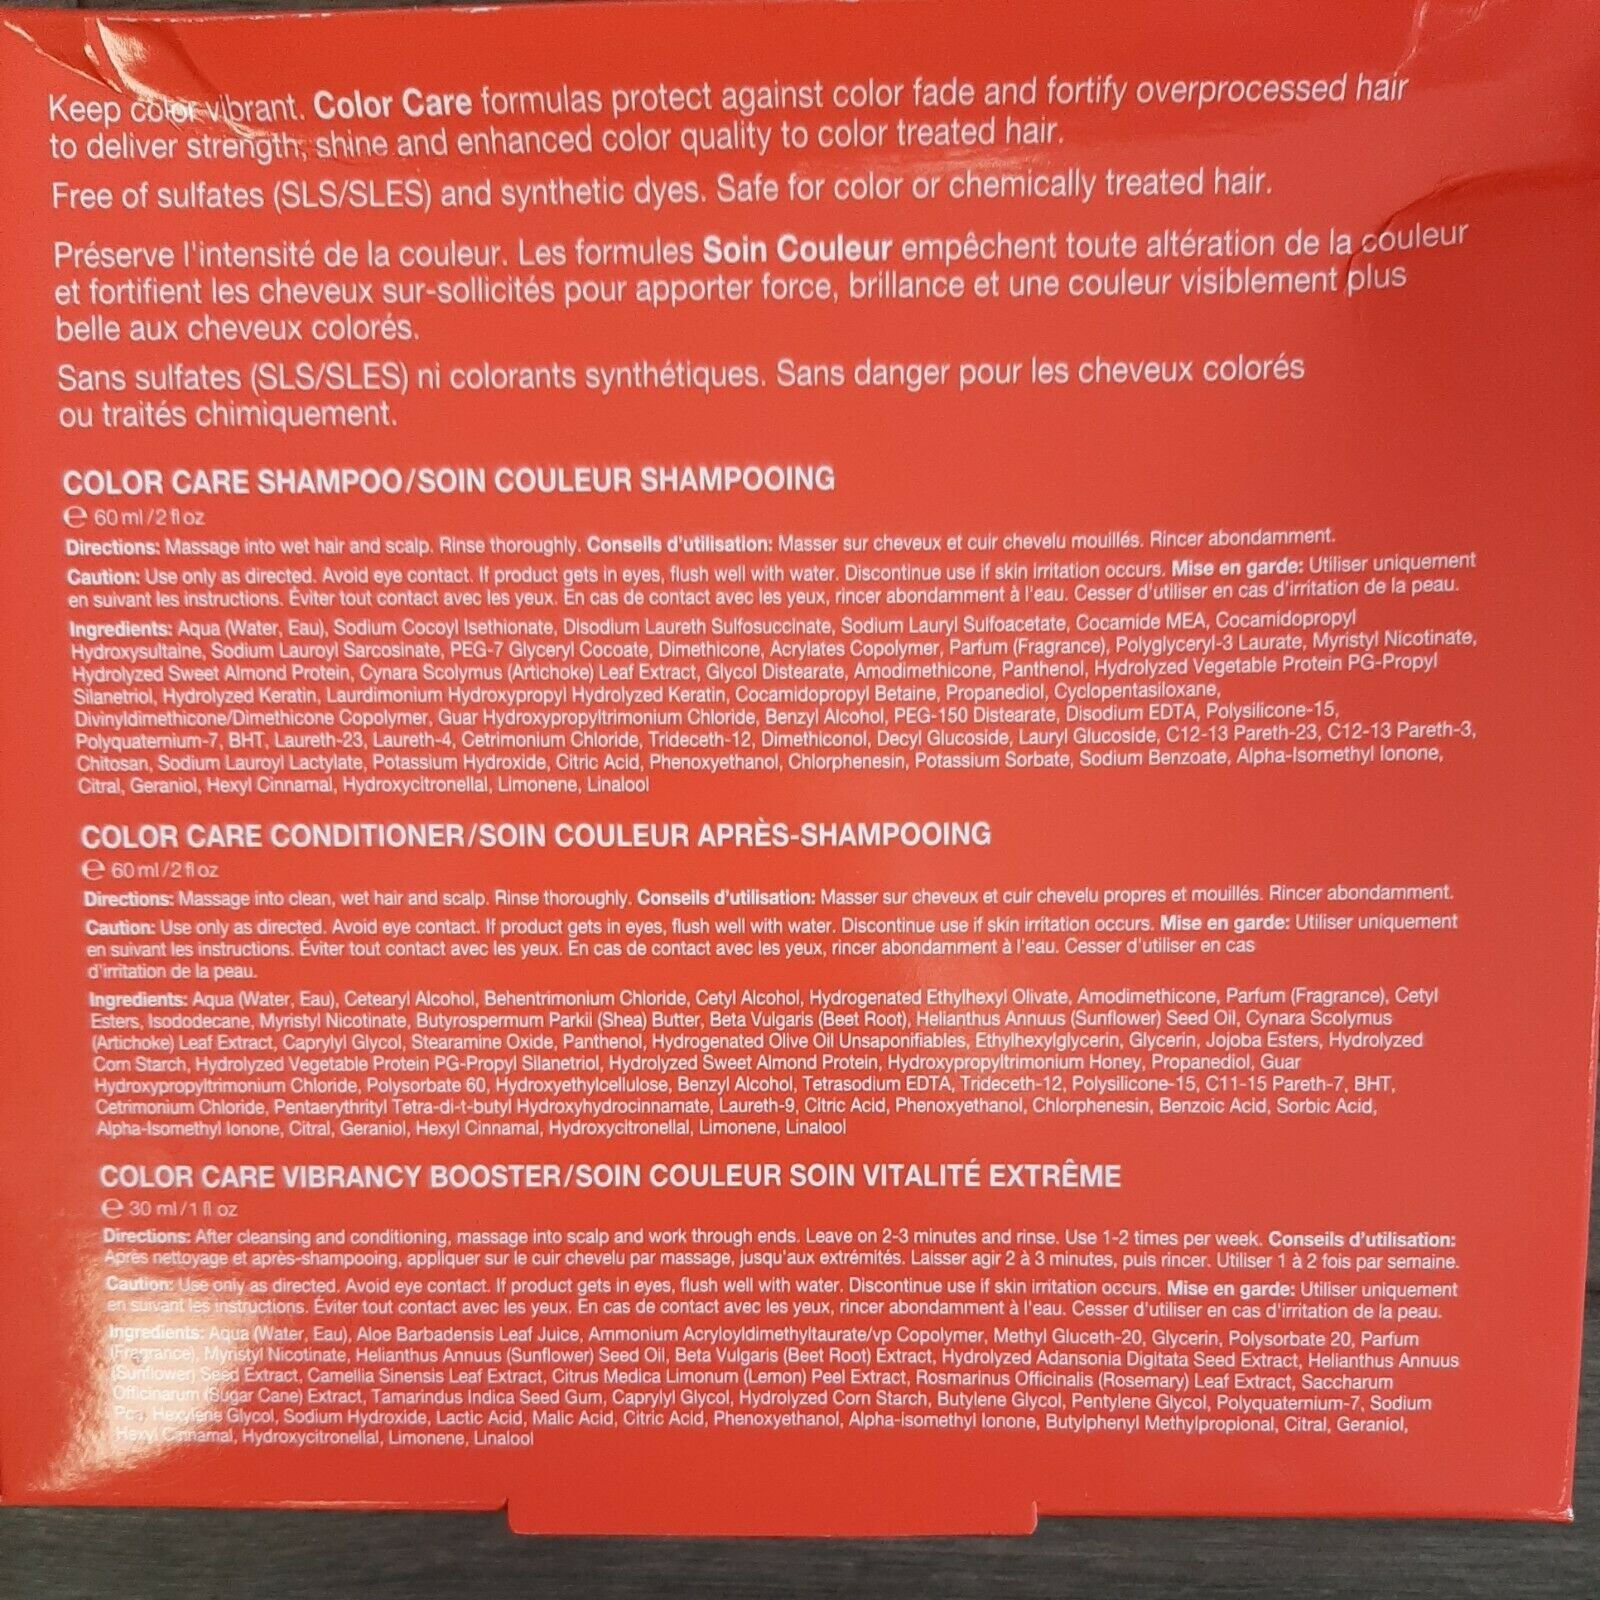 Keep color vibrant. Color Care formulas protect against color fade and fortify overprocessed hair
to deliver strength, shine and enhanced color quality to color treated hair.
Free of sulfates (SLS/SLES) and synthetic dyes. Safe for color or chemically treated hair.
Préserve l'intensité de la couleur. Les formules Soin Couleur empêchent toute altération de la couleur
et fortifient les cheveux sur-sollicités pour apporter force, brillance et une couleur visiblement plus
belle aux cheveux colorés.
Sans sulfates (SLS/SLES) ni colorants synthétiques. Sans danger pour les cheveux colorés
ou traités chimiquement.
COLOR CARE SHAMPOO/SOIN COULEUR SHAMPOOING
℮ 60 ml/2 fl oz
Directions: Massage into wet hair and scalp. Rinse thoroughly. Conseils d'utilisation: Masser sur cheveux et cuir chevelu mouillés. Rincer abondamment.
Caution: Use only as directed. Avoid eye contact. If product gets in eyes, flush well with water. Discontinue use if skin irritation occurs. Mise en garde: Utiliser uniquement
en suivant les instructions. Éviter tout contact avec les yeux. En cas de contact avec les yeux, rincer abondamment à l'eau. Cesser d'utiliser en cas d'irritation de la peau.
Ingredients: Aqua (Water, Eau), Sodium Cocoyl Isethionate, Disodium Laureth Sulfosuccinate, Sodium Lauryl Sulfoacetate, Cocamide MEA, Cocamidopropyl
Hydroxysultaine, Sodium Lauroyl Sarcosinate, PEG-7 Glyceryl Cocoate, Dimethicone, Acrylates Copolymer, Parfum (Fragrance), Polyglyceryl-3 Laurate, Myristyl Nicotinate,
Hydrolyzed Sweet Almond Protein, Cynara Scolymus (Artichoke) Leaf Extract, Glycol Distearate, Amodimethicone, Panthenol, Hydrolyzed Vegetable Protein PG-Propyl
Silanetriol, Hydrolyzed Keratin, Laurdimonium Hydroxypropyl Hydrolyzed Keratin, Cocamidopropyl Betaine, Propanediol, Cyclopentasiloxane,
Divinyldimethicone/Dimethicone Copolymer, Guar Hydroxypropyltrimonium Chloride, Benzyl Alcohol, PEG-150 Distearate, Disodium EDTA, Polysilicone-15,
Polyquaternium-7, BHT, Laureth-23, Laureth-4, Cetrimonium Chloride, Trideceth-12, Dimethiconol, Decyl Glucoside, Lauryl Glucoside, C12-13 Pareth-23, C12-13 Pareth-3,
Chitosan, Sodium Lauroyl Lactylate, Potassium Hydroxide, Citric Acid, Phenoxyethanol, Chlorphenesin, Potassium Sorbate, Sodium Benzoate, Alpha-Isomethyl Ionone,
Citral, Geraniol, Hexyl Cinnamal, Hydroxycitronellal, Limonene, Linalool
COLOR CARE CONDITIONER/SOIN COULEUR APRÈS-SHAMPOOING
℮ 60 ml/2 fl oz
Directions: Massage into clean, wet hair and scalp. Rinse thoroughly. Conseils d'utilisation: Masser sur cheveux et cuir chevelu propres et mouillés. Rincer abondamment.
Caution: Use only as directed. Avoid eye contact. If product gets in eyes, flush well with water. Discontinue use if skin irritation occurs. Mise en garde: Utiliser uniquement
en suivant les instructions. Éviter tout contact avec les yeux. En cas de contact avec les yeux, rincer abondamment à l'eau. Cesser d'utiliser en cas
d'irritation de la peau.
Ingredients: Aqua (Water, Eau), Cetearyl Alcohol, Behentrimonium Chloride, Cetyl Alcohol, Hydrogenated Ethylhexyl Olivate, Amodimethicone, Parfum (Fragrance), Cetyl
Esters, Isododecane, Myristyl Nicotinate, Butyrospermum Parkii (Shea) Butter, Beta Vulgaris (Beet Root), Helianthus Annuus (Sunflower) Seed Oil, Cynara Scolymus
(Artichoke) Leaf Extract, Caprylyl Glycol, Stearamine Oxide, Panthenol, Hydrogenated Olive Oil Unsaponifiables, Ethylhexylglycerin, Glycerin, Jojoba Esters, Hydrolyzed
Corn Starch, Hydrolyzed Vegetable Protein PG-Propyl Silanetriol, Hydrolyzed Sweet Almond Protein, Hydroxypropyltrimonium Honey, Propanediol, Guar
Hydroxypropyltrimonium Chloride, Polysorbate 60, Hydroxyethylcellulose, Benzyl Alcohol, Tetrasodium EDTA, Trideceth-12, Polysilicone-15, C11-15 Pareth-7, BHT,
Cetrimonium Chloride, Pentaerythrityl Tetra-di-t-butyl Hydroxyhydrocinnamate, Laureth-9, Citric Acid, Phenoxyethanol, Chlorphenesin, Benzoic Acid, Sorbic Acid,
Alpha-Isomethyl Ionone, Citral, Geraniol, Hexyl Cinnamal, Hydroxycitronellal, Limonene, Linalool
COLOR CARE VIBRANCY BOOSTER/SOIN COULEUR SOIN VITALITÉ EXTRÊME
℮ 30 ml/1 fl oz
Directions: After cleansing and conditioning, massage into scalp and work through ends. Leave on 2-3 minutes and rinse. Use 1-2 times per week. Conseils d'utilisation:
Après nettoyage et après-shampooing, appliquer sur le cuir chevelu par massage, jusqu'aux extrémités. Laisser agir 2 à 3 minutes, puis rincer. Utiliser 1 à 2 fois par semaine.
Caution: Use only as directed. Avoid eye contact. If product gets in eyes, flush well with water. Discontinue use if skin irritation occurs. Mise en garde: Utiliser uniquement
en suivant les instructions. Éviter tout contact avec les yeux. En cas de contact avec les yeux, rincer abondamment à l'eau. Cesser d'utiliser en cas d'irritation de la peau.
Ingredients: Aqua (Water, Eau), Aloe Barbadensis Leaf Juice, Ammonium Acryloyldimethyltaurate/vp Copolymer, Methyl Gluceth-20, Glycerin, Polysorbate 20, Parfum
(Fragrance), Myristyl Nicotinate, Helianthus Annuus (Sunflower) Seed Oil, Beta Vulgaris (Beet Root) Extract, Hydrolyzed Adansonia Digitata Seed Extract, Helianthus Annuus
(Sunflower) Seed Extract, Camellia Sinensis Leaf Extract, Citrus Medica Limonum (Lemon) Peel Extract, Rosmarinus Officinalis (Rosemary) Leaf Extract, Saccharum
Officinarum (Sugar Cane) Extract, Tamarindus Indica Seed Gum, Caprylyl Glycol, Hydrolyzed Corn Starch, Butylene Glycol, Pentylene Glycol, Polyquaternium-7, Sodium
Pca, Hexylene Glycol, Sodium Hydroxide, Lactic Acid, Malic Acid, Citric Acid, Phenoxyethanol, Alpha-isomethyl Ionone, Butylphenyl Methylpropional, Citral, Geraniol,
Hexyl Cinnamal, Hydroxycitronellal, Limonene, Linalool